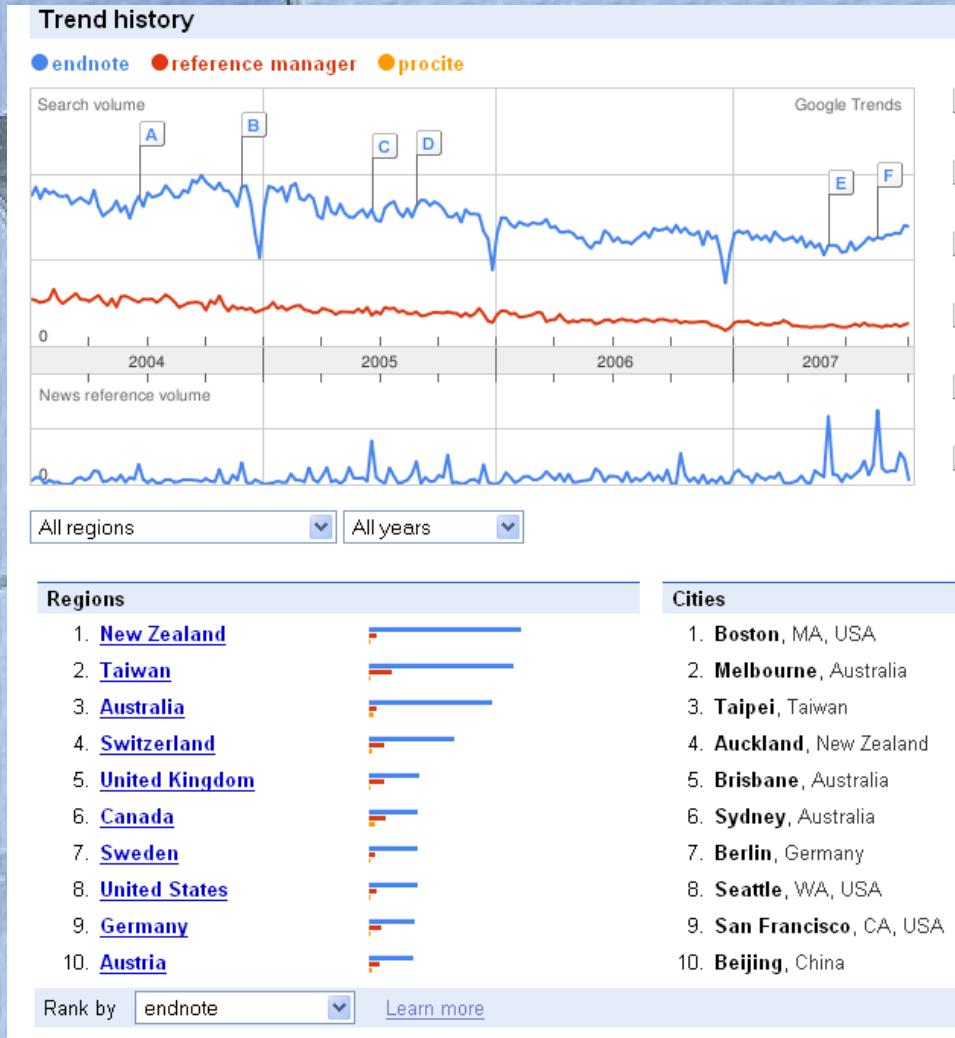 Trend history
endnote reference manager procite
Search volume Google Trends
A B C D E F
0
2004 2005 2006 2007
News reference volume
0
All regions All years
Regions Cities
1. New Zealand 1. Boston, MA, USA
2. Taiwan 2. Melbourne, Australia
3. Australia 3. Taipei, Taiwan
4. Switzerland 4. Auckland, New Zealand
5. United Kingdom 5. Brisbane, Australia
6. Canada 6. Sydney, Australia
7. Sweden 7. Berlin, Germany
8. United States 8. Seattle, WA, USA
9. Germany 9. San Francisco, CA, USA
10. Austria 10. Beijing, China
Rank by endnote Learn more